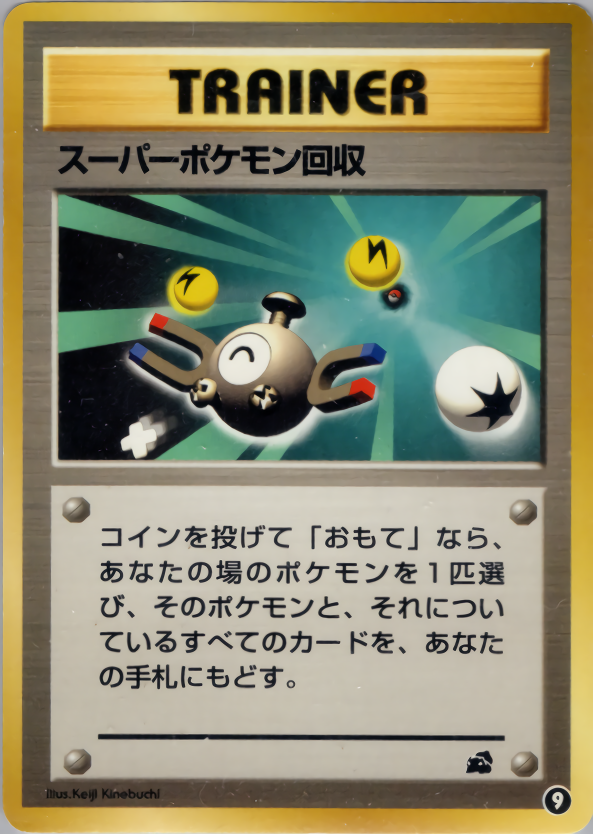 TRAINER
スーパーポケモン回収
コインを投げて「おもて」なら、
あなたの場のポケモンを1匹選
び、そのポケモンと、それについ
ているすべてのカードを、あなた
の手札にもどす。
Illus.Keiji Kinebuchi
9